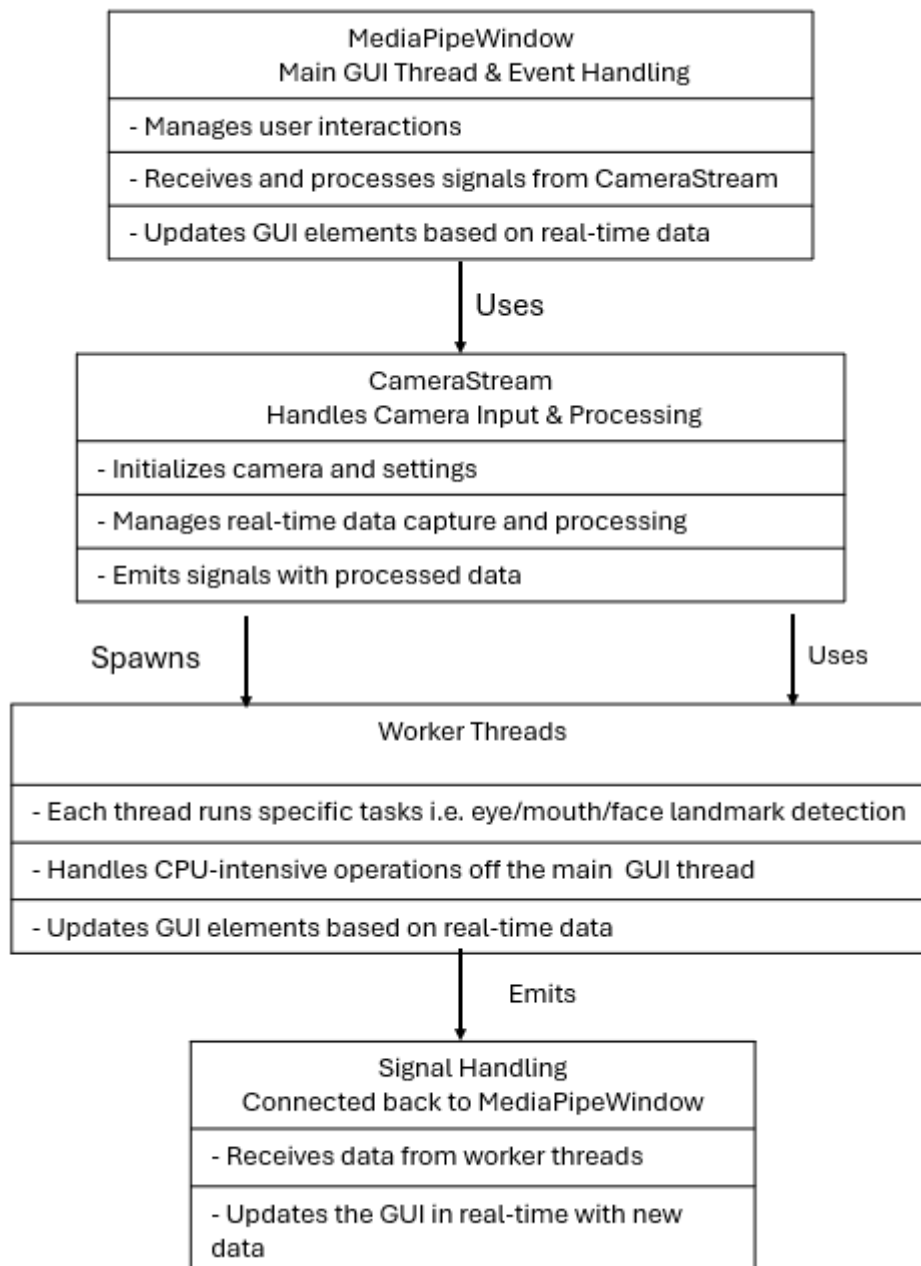 MediaPipeWindow
Main GUI Thread & Event Handling
- Manages user interactions
- Receives and processes signals from CameraStream
- Updates GUI elements based on real-time data
Uses
CameraStream
Handles Camera Input & Processing
- Initializes camera and settings
- Manages real-time data capture and processing
- Emits signals with processed data
Spawns
Uses
Worker Threads
- Each thread runs specific tasks i.e. eye/mouth/face landmark detection
- Handles CPU-intensive operations off the main GUI thread
- Updates GUI elements based on real-time data
Emits
Signal Handling
Connected back to MediaPipeWindow
- Receives data from worker threads
- Updates the GUI in real-time with new
data